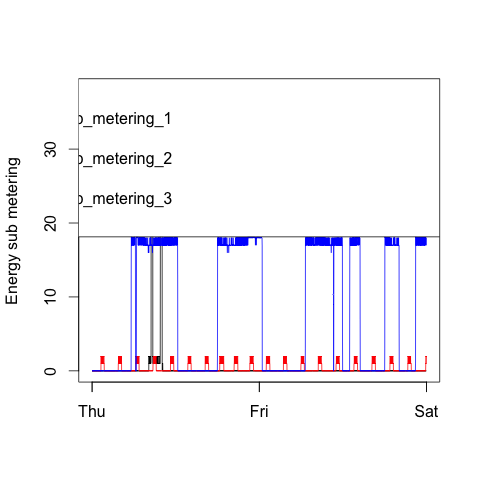 o_metering_1
o_metering_2
o_metering_3
Energy sub metering
0
10
20
30
Thu
Fri
Sat